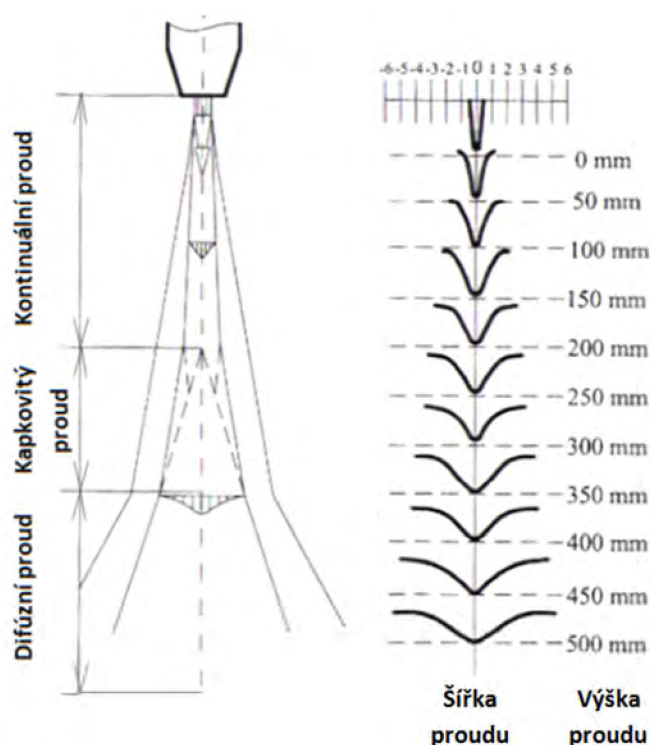 -6-5-4-3-2-10 1 2 3 4 5 6
0 mm
50 mm
100 mm
150 mm
200 mm
250 mm
300 mm
350 mm
400 mm
450 mm
500 mm
Kontinuální proud
Kapkovitý
proud
Difúzní proud
Šířka
proudu
Výška
proudu